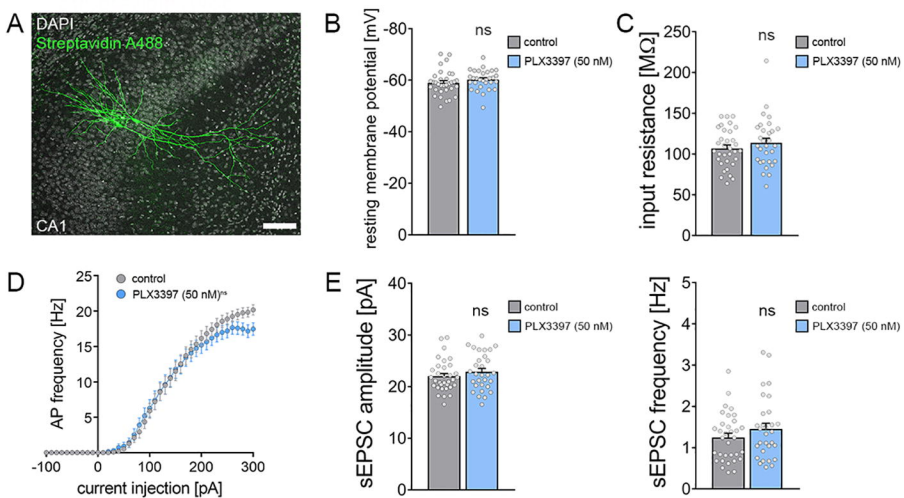 A
DAPI
Streptavidin A488
CA1
B
resting membrane potential [mV]
-80
-60
-40
-20
0
ns
control
PLX3397 (50 nM)
C
input resistance [MΩ]
250
200
150
100
50
0
ns
control
PLX3397 (50 nM)
D
AP frequency [Hz]
25
20
15
10
5
-100
0
100
200
300
current injection [pA]
control
PLX3397 (50 nM)ns
E
sEPSC amplitude [pA]
40
30
20
10
0
ns
control
PLX3397 (50 nM)
sEPSC frequency [Hz]
5
4
3
2
1
0
ns
control
PLX3397 (50 nM)